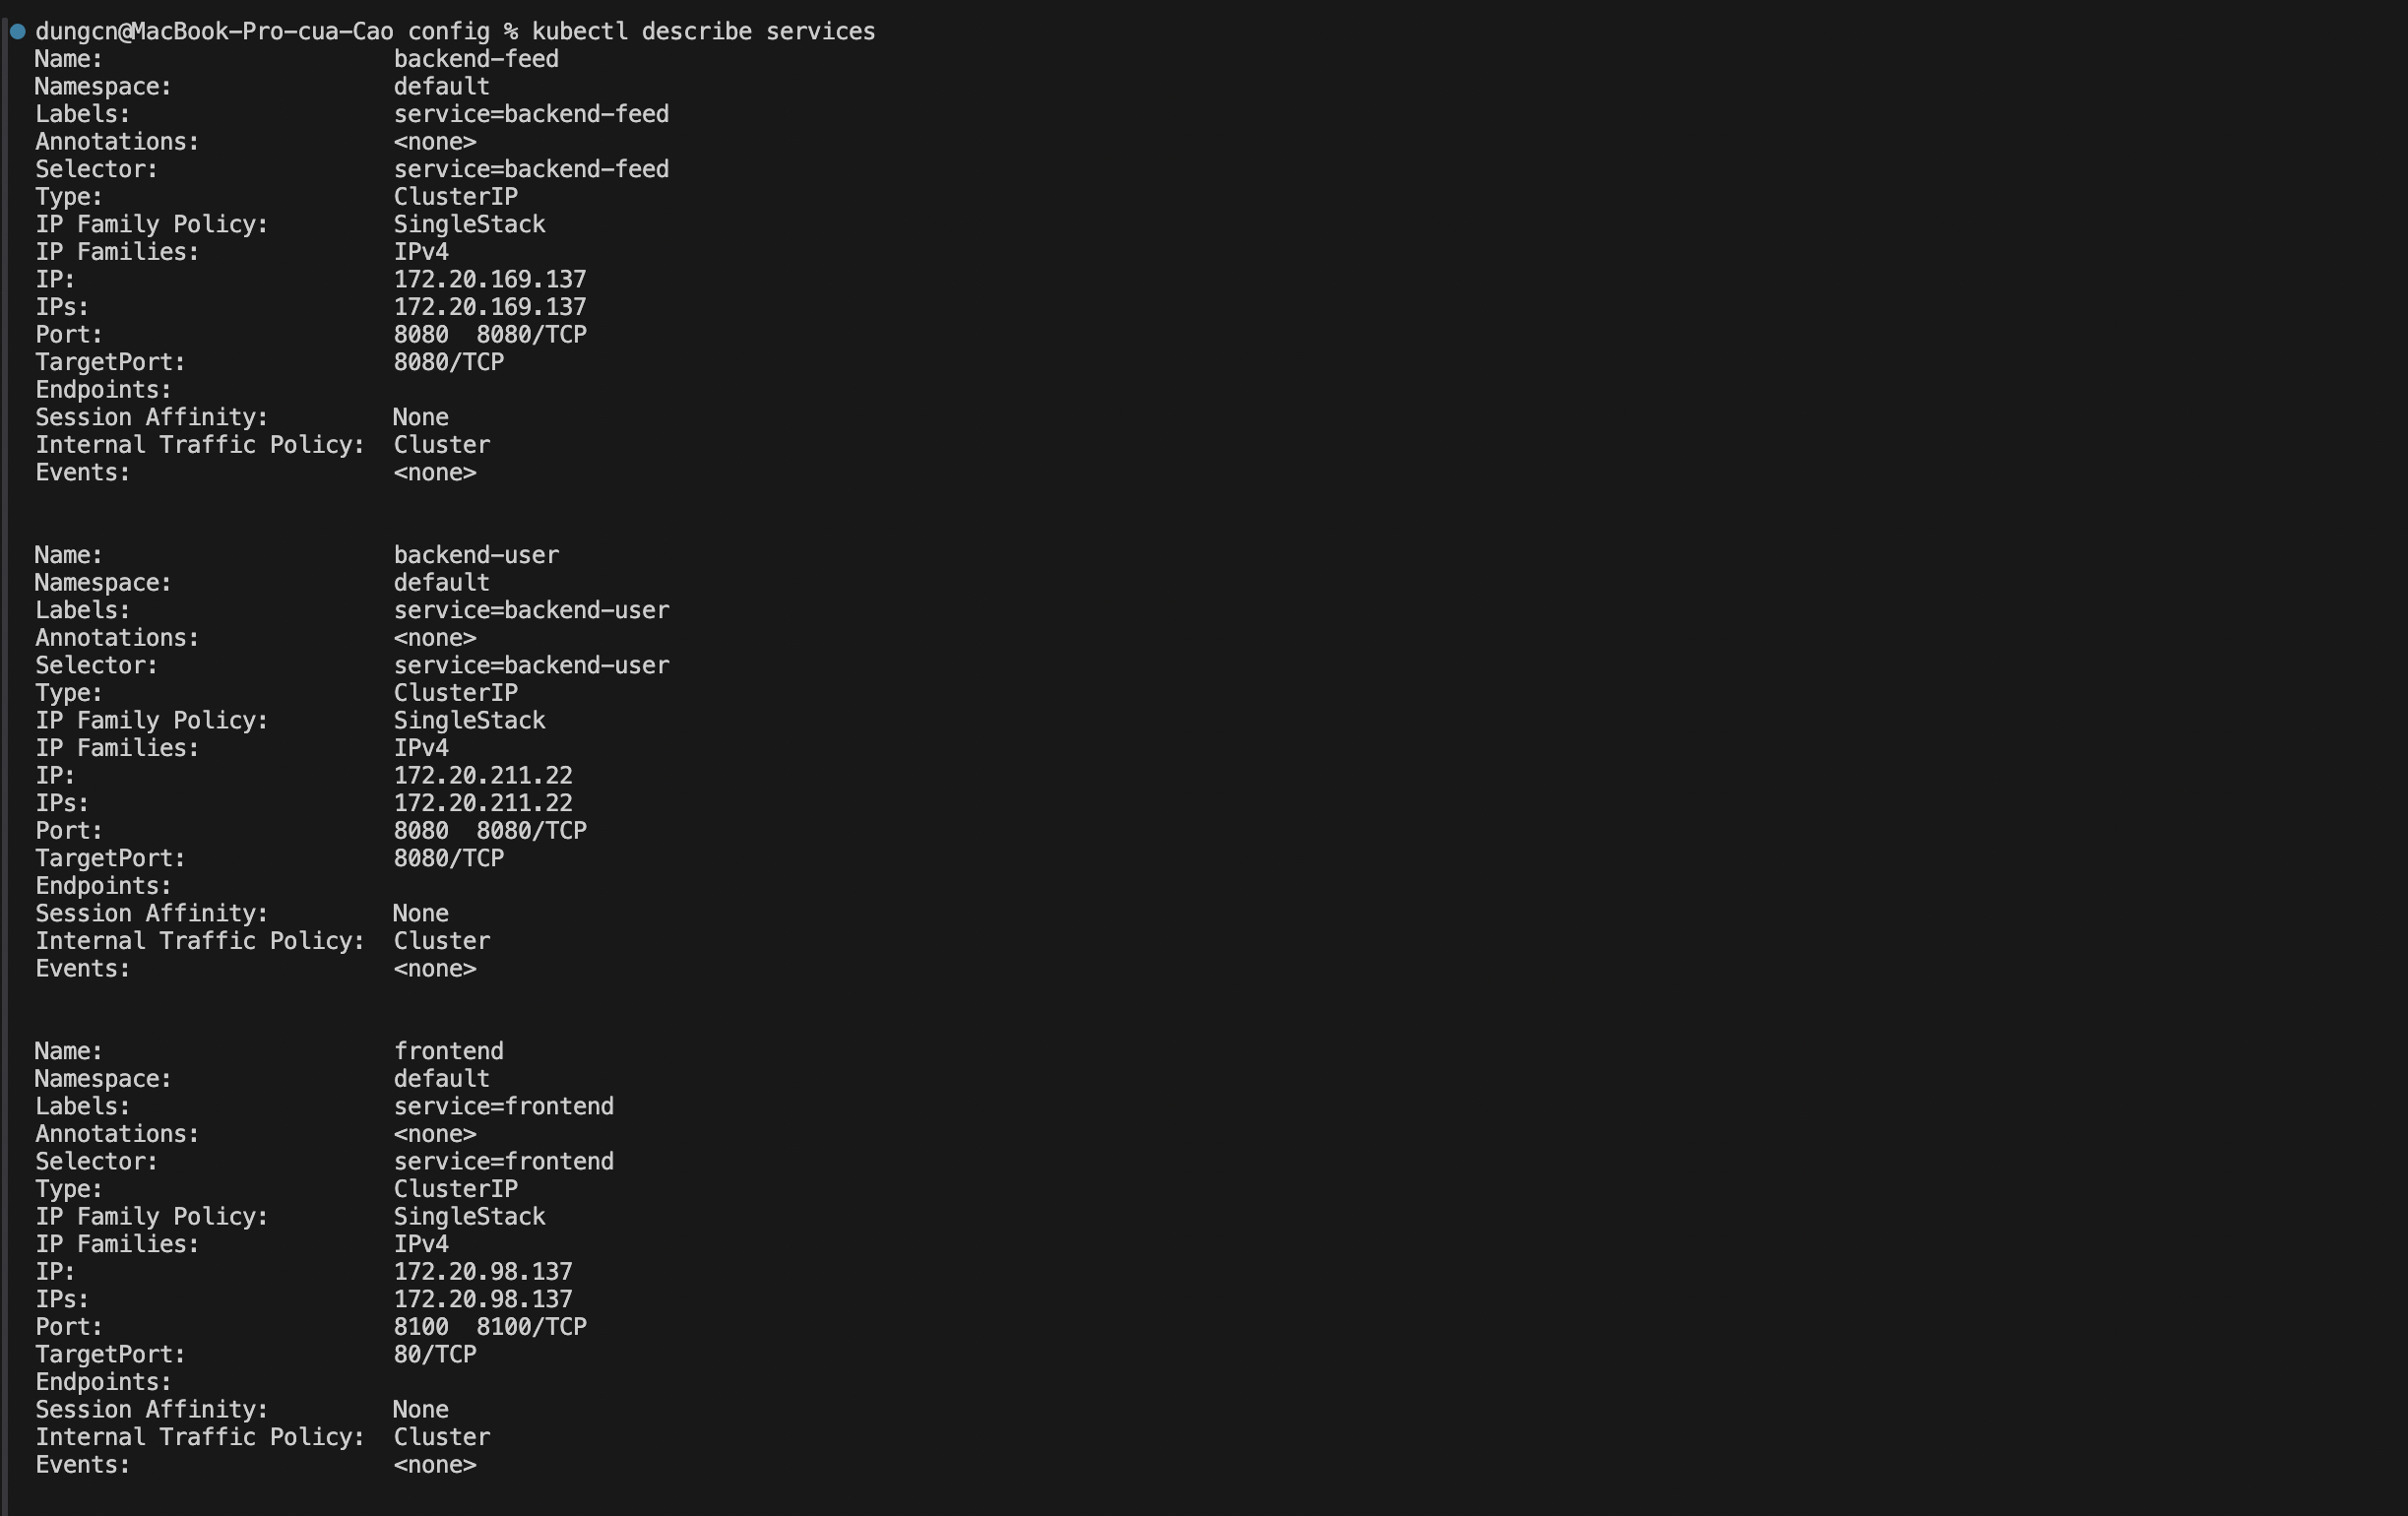 dungcn@MacBook-Pro-cua-Cao config % kubectl describe services
Name:                     backend-feed
Namespace:                default
Labels:                   service=backend-feed
Annotations:              <none>
Selector:                 service=backend-feed
Type:                     ClusterIP
IP Family Policy:         SingleStack
IP Families:              IPv4
IP:                       172.20.169.137
IPs:                      172.20.169.137
Port:                     8080  8080/TCP
TargetPort:               8080/TCP
Endpoints:
Session Affinity:         None
Internal Traffic Policy:  Cluster
Events:                   <none>
Name:                     backend-user
Namespace:                default
Labels:                   service=backend-user
Annotations:              <none>
Selector:                 service=backend-user
Type:                     ClusterIP
IP Family Policy:         SingleStack
IP Families:              IPv4
IP:                       172.20.211.22
IPs:                      172.20.211.22
Port:                     8080  8080/TCP
TargetPort:               8080/TCP
Endpoints:
Session Affinity:         None
Internal Traffic Policy:  Cluster
Events:                   <none>
Name:                     frontend
Namespace:                default
Labels:                   service=frontend
Annotations:              <none>
Selector:                 service=frontend
Type:                     ClusterIP
IP Family Policy:         SingleStack
IP Families:              IPv4
IP:                       172.20.98.137
IPs:                      172.20.98.137
Port:                     8100  8100/TCP
TargetPort:               80/TCP
Endpoints:
Session Affinity:         None
Internal Traffic Policy:  Cluster
Events:                   <none>